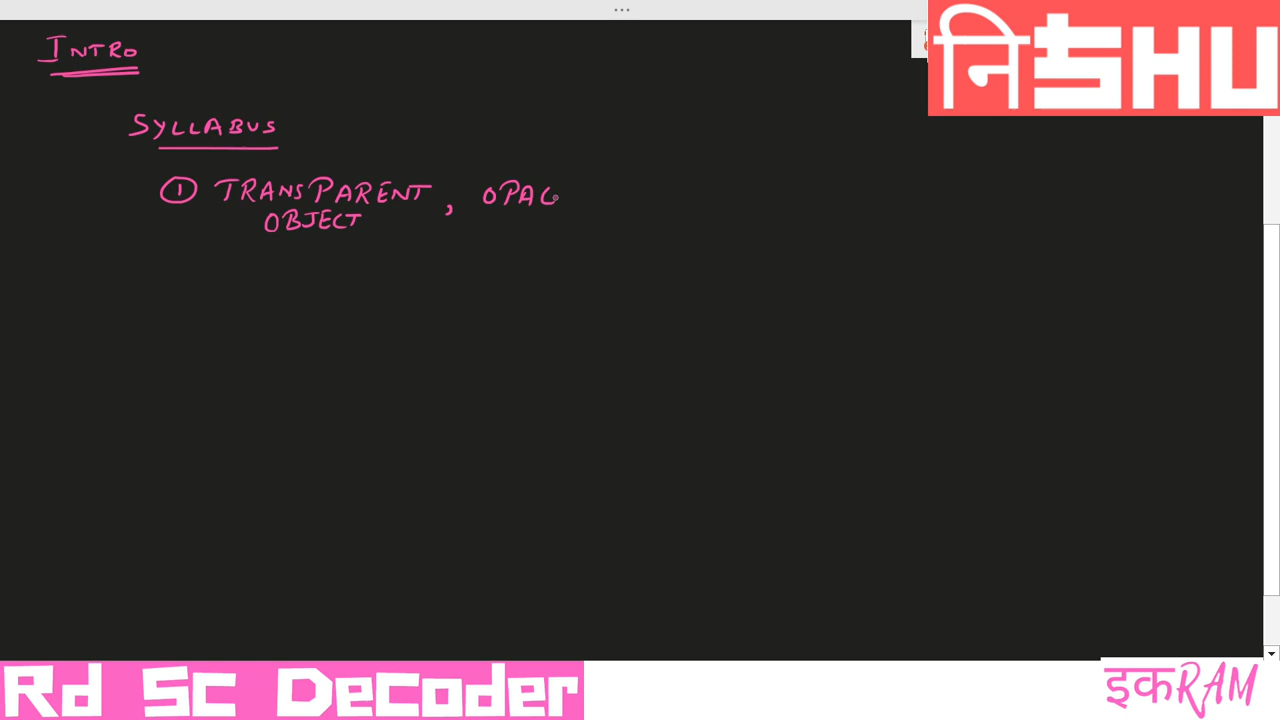 INTRO
निSHU
SYLLABUS
① TRANSPARENT, OPAC
OBJECT
Rd SC DecoDer
इकRAM